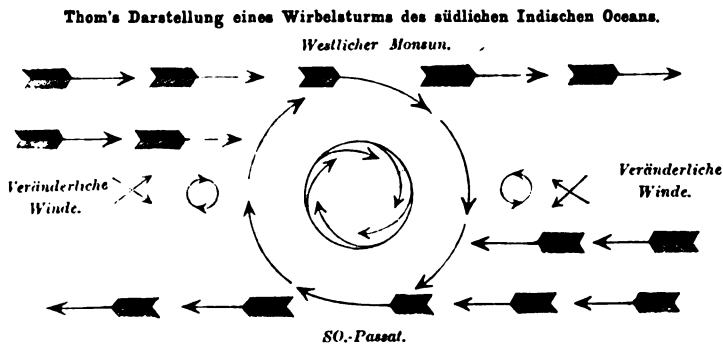 Thom's Darstellung eines Wirbelsturms des südlichen Indischen Oceans.
Westlicher Monsun.
Veränderliche
Winde.
Veränderliche
Winde.
SO.-Passat.